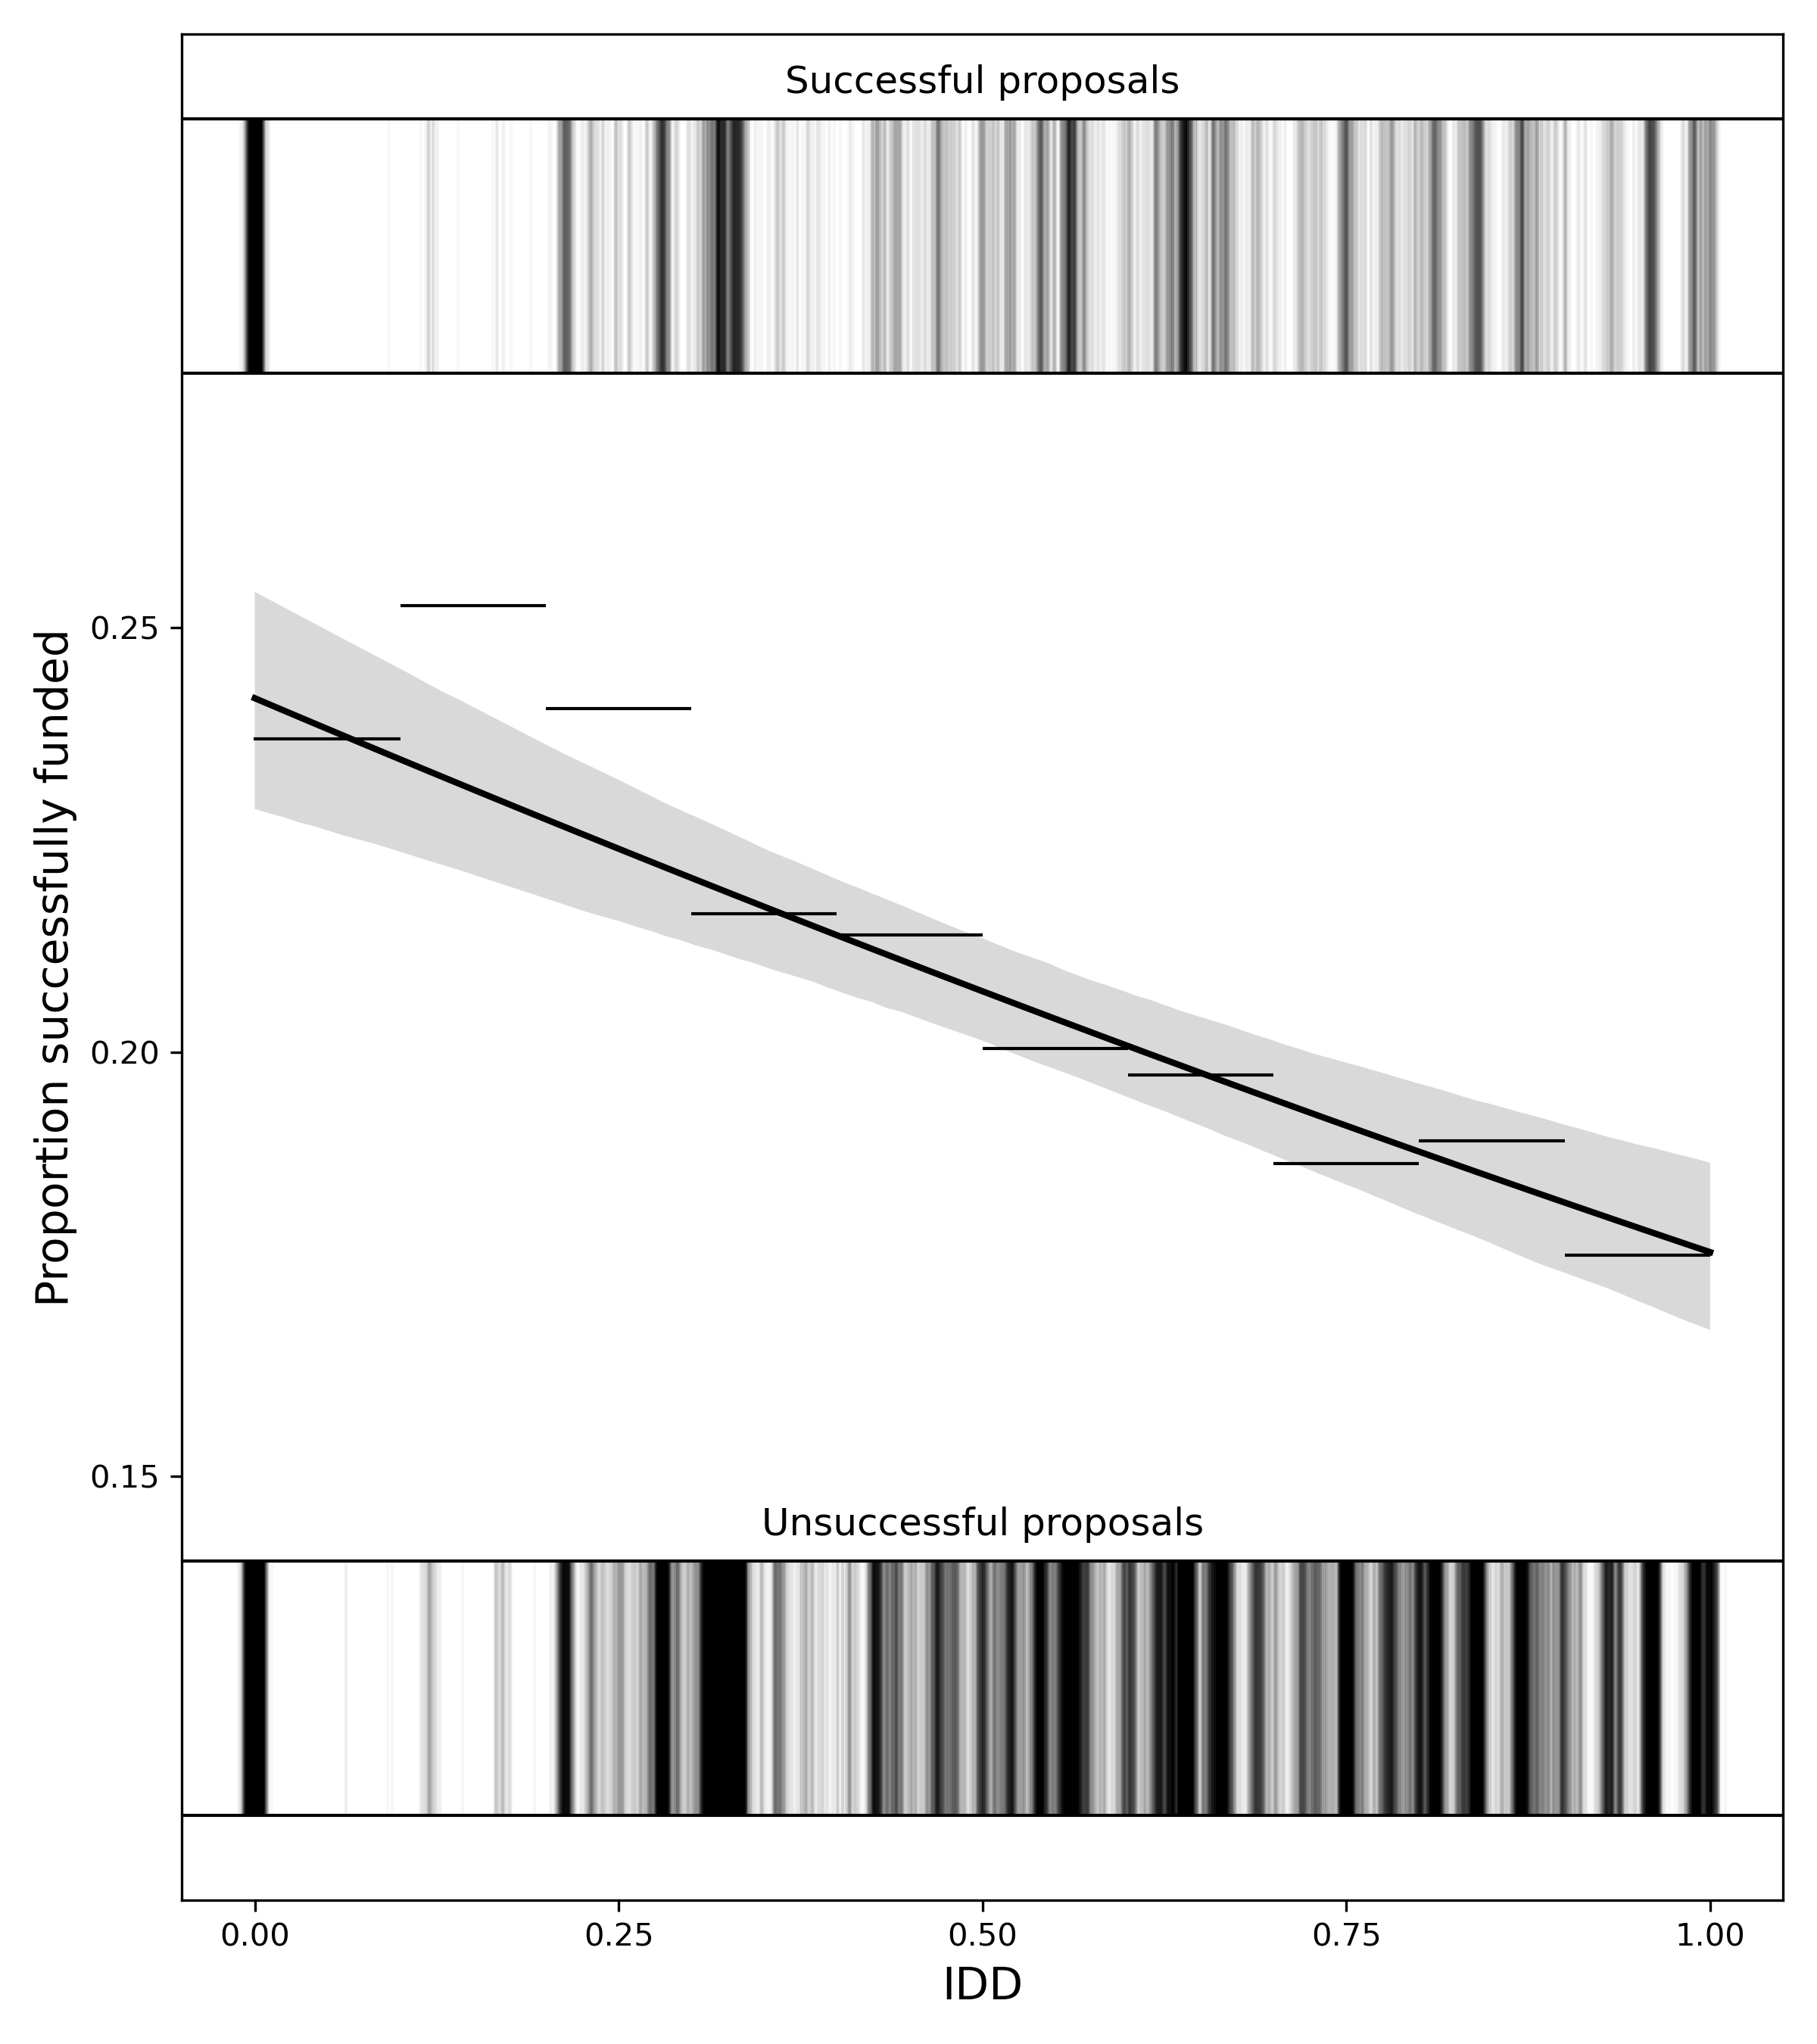 Successful proposals
Proportion successfully funded
0.25
0.20
0.15
Unsuccessful proposals
0.00 0.25 0.50 0.75 1.00
IDD